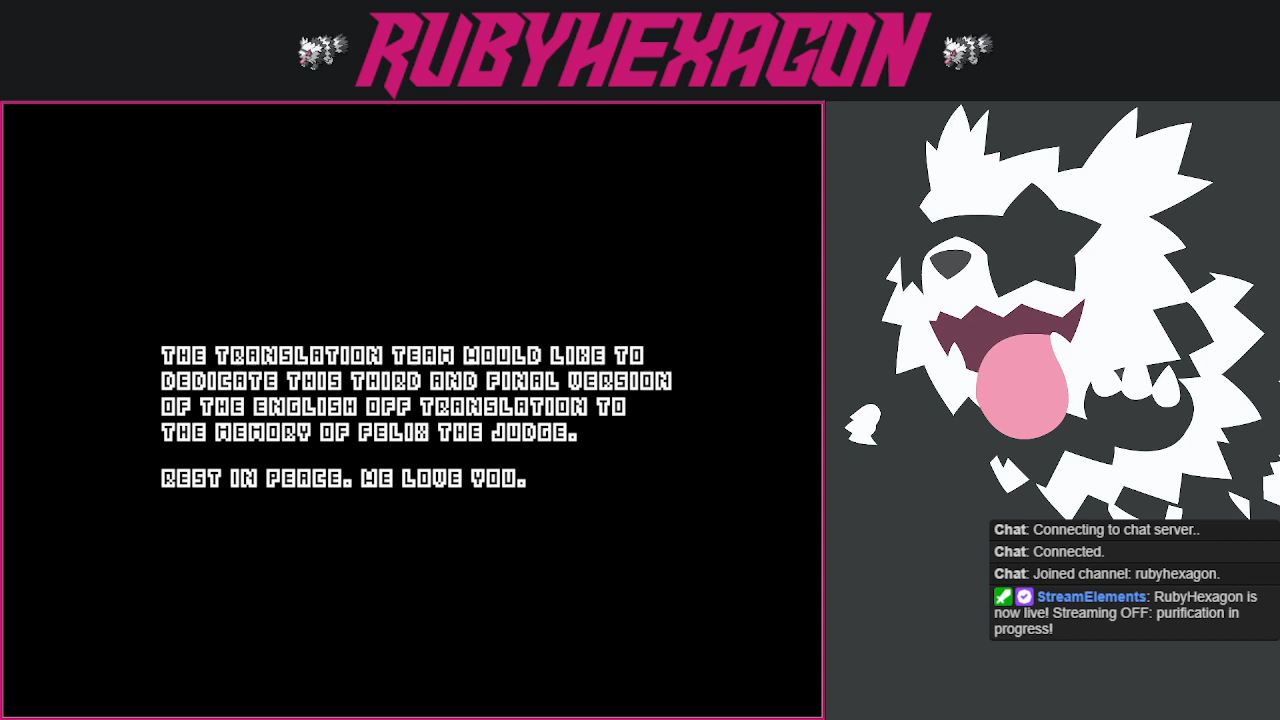 RUBYHEXAGON
THE TRANSLATION TEAM WOULD LIKE TO
DEDICATE THIS THIRD AND FINAL VERSION
OF THE ENGLISH OFF TRANSLATION TO
THE MEMORY OF FELIX THE JUDGE.
REST IN PEACE. WE LOVE YOU.
Chat: Connecting to chat server..
Chat: Connected.
Chat: Joined channel: rubyhexagon.
StreamElements: RubyHexagon is
now live! Streaming OFF: purification in
progress!